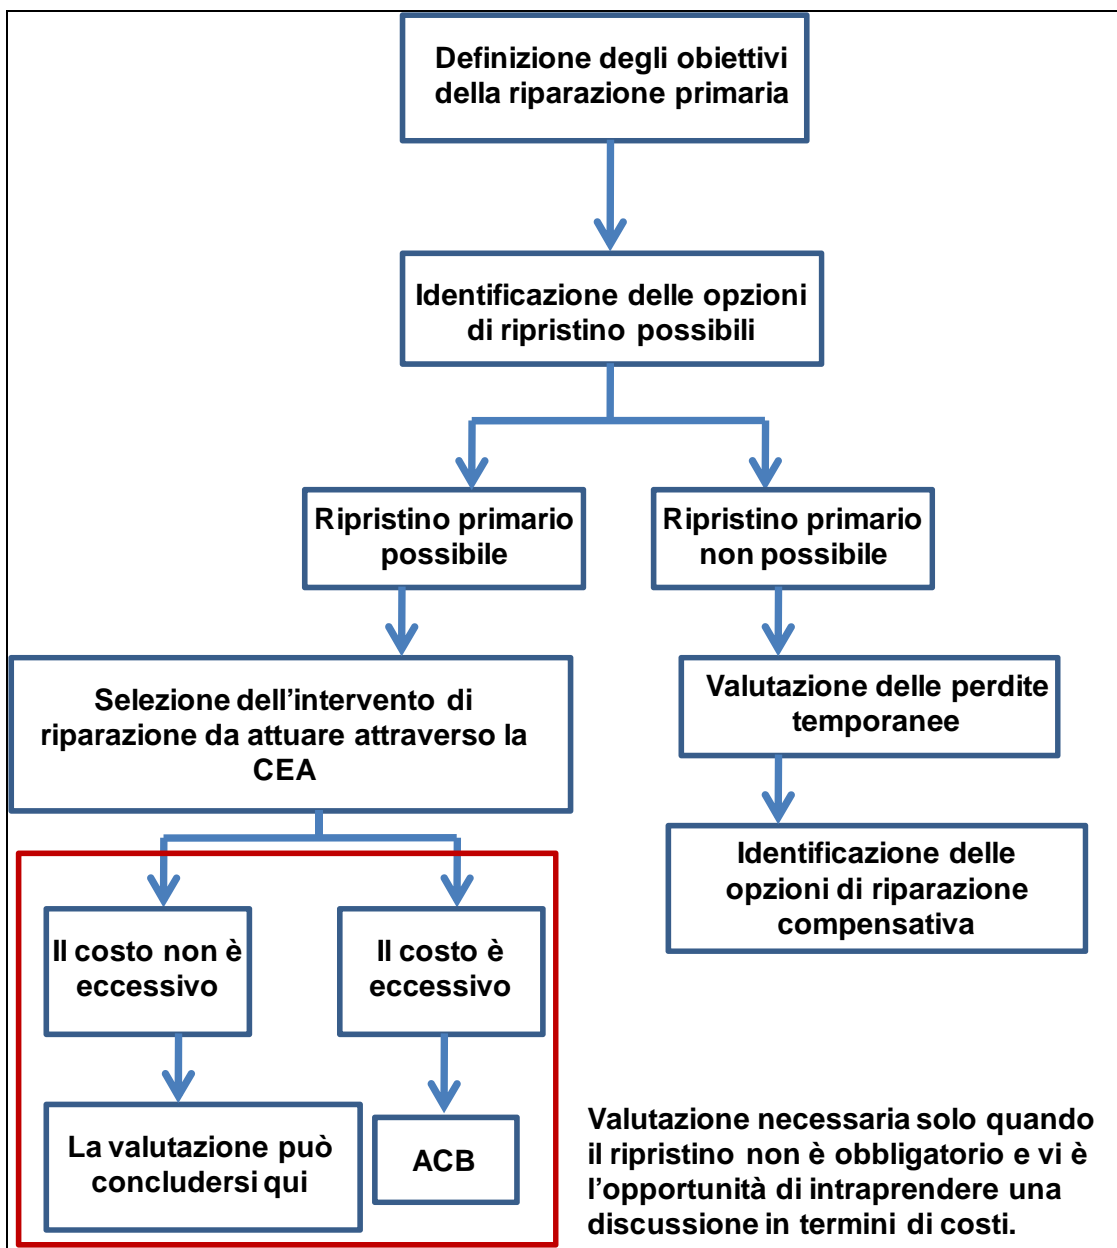 Definizione degli obiettivi
della riparazione primaria
Identificazione delle opzioni
di ripristino possibili
Ripristino primario
possibile
Ripristino primario
non possibile
Selezione dell’intervento di
riparazione da attuare attraverso la
CEA
Valutazione delle perdite
temporanee
Identificazione delle
opzioni di riparazione
compensativa
Il costo non è
eccessivo
Il costo è
eccessivo
La valutazione può
concludersi qui
ACB
Valutazione necessaria solo quando
il ripristino non è obbligatorio e vi è
l’opportunità di intraprendere una
discussione in termini di costi.